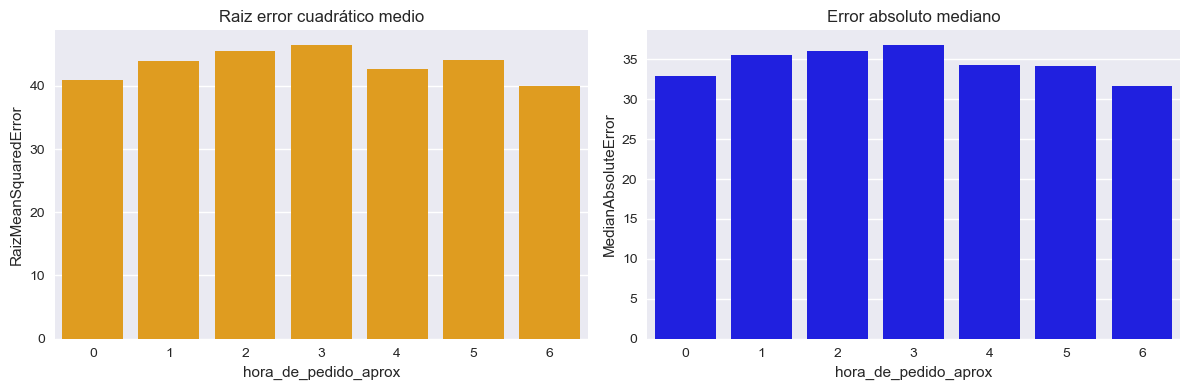 Raiz error cuadrático medio
RaizMeanSquaredError
40
30
20
10
0
0 1 2 3 4 5 6
hora_de_pedido_aprox
Error absoluto mediano
MedianAbsoluteError
35
30
25
20
15
10
5
0
0 1 2 3 4 5 6
hora_de_pedido_aprox